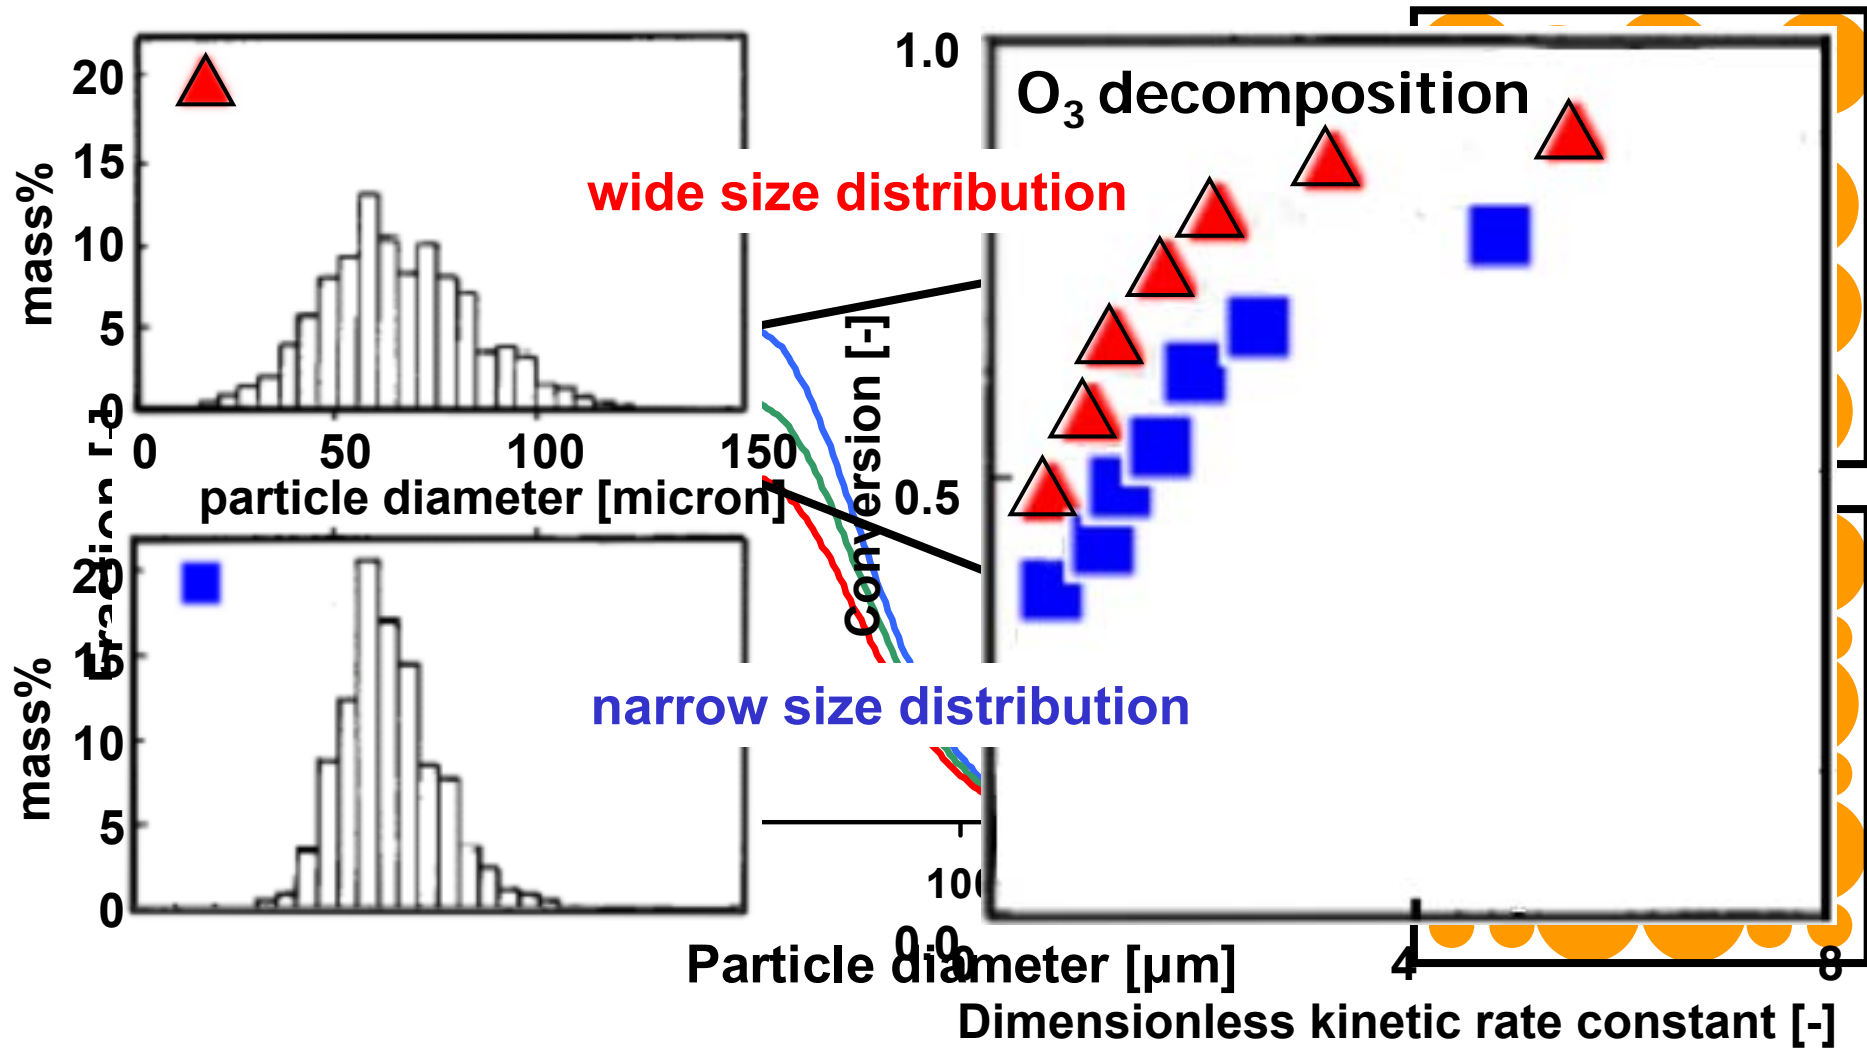 20
15
10
5
0
mass%
0 50 100 150
particle diameter [micron]
wide size distribution
20
15
10
5
0
mass%
narrow size distribution
O3 decomposition
1.0
0.5
0.0
Conversion [-]
0 4 8
Dimensionless kinetic rate constant [-]
100
Particle diameter [µm]